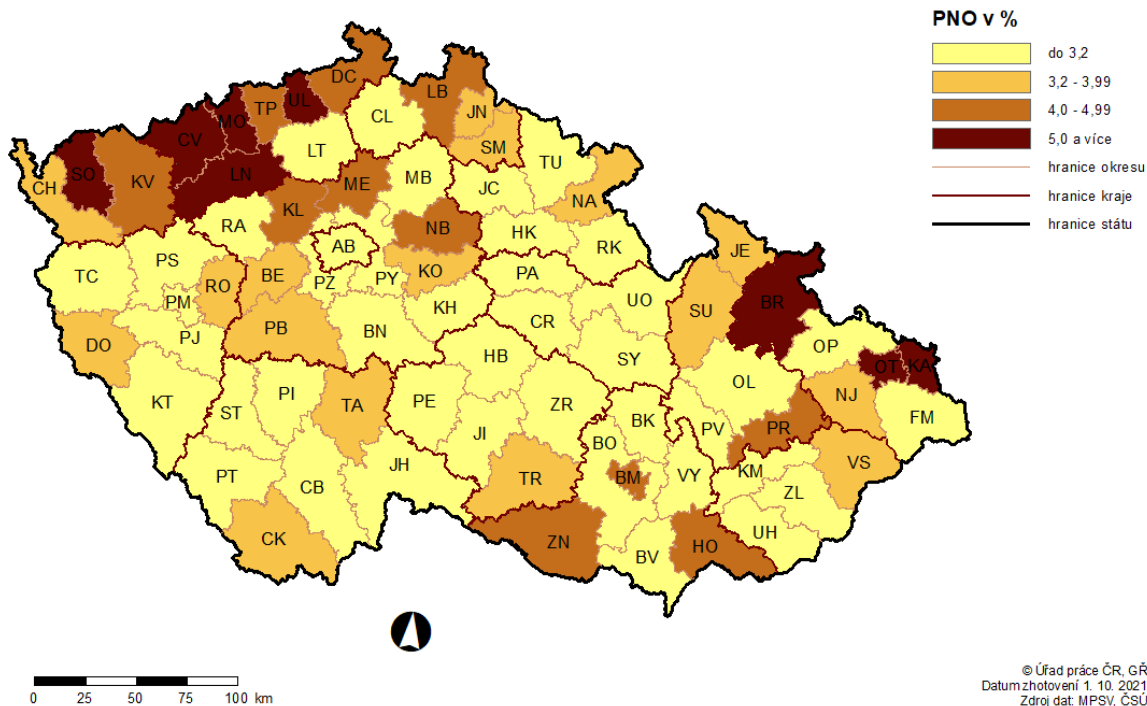 PNO v %
do 3,2
3,2 - 3,99
4,0 - 4,99
5,0 a více
hranice okresu
hranice kraje
hranice státu
DC
LB
UL
TP
JN
MO
CL
CV
SM
LT
TU
SO
LN
CH
KV
ME
MB
JC
NA
KL
RA
NB
HK
AB
RK
JE
PS
TC
BE
KO
PA
RO
PZ
PY
UO
BR
PM
KH
SU
PB
CR
PJ
BN
DO
OP
SY
HB
OT
KA
OL
PI
NJ
KT
ST
TA
PE
ZR
FM
BK
PV
PR
JI
BO
VS
JH
KM
PT
BM
VY
TR
CB
ZL
UH
CK
ZN
HO
BV
0 25 50 75 100 km
© Úřad práce ČR, GŘ
Datum zhotovení 1. 10. 2021
Zdroj dat: MPSV, ČSÚ